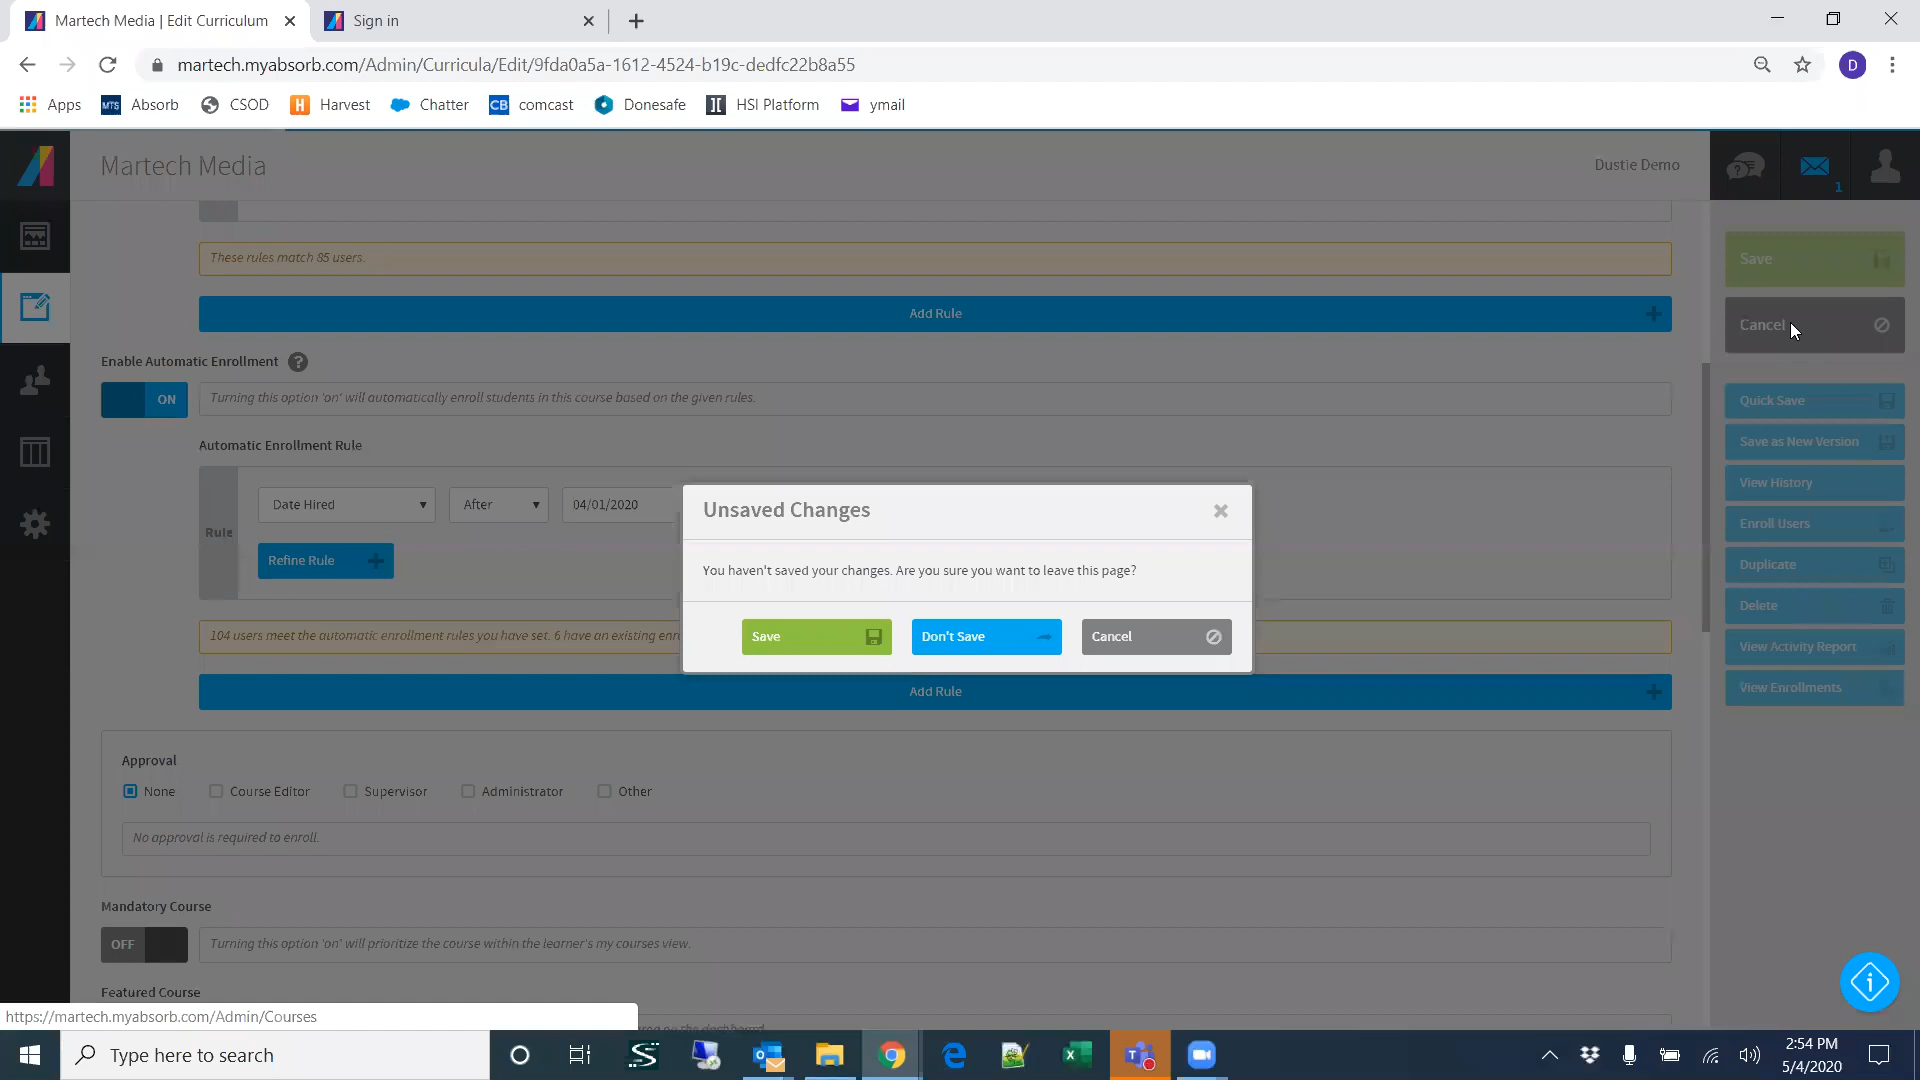 Martech Media | Edit Curriculum
Sign in
martech.myabsorb.com/Admin/Curricula/Edit/9fda0a5a-1612-4524-b19c-dedfc22b8a55
D
Apps
MTS Absorb
CSOD
H Harvest
Chatter
CB comcast
Donesafe
HSI Platform
ymail
Martech Media
Dustie Demo
1
These rules match 85 users.
Save
Add Rule
Cancel
Enable Automatic Enrollment ?
ON
Turning this option 'on' will automatically enroll students in this course based on the given rules.
Quick Save
Automatic Enrollment Rule
Save as New Version
View History
Rule
Date Hired
After
04/01/2020
Enroll Users
Refine Rule
Duplicate
Unsaved Changes
You haven't saved your changes. Are you sure you want to leave this page?
Save
Don't Save
Cancel
Delete
104 users meet the automatic enrollment rules you have set. 6 have an existing
View Activity Report
Add Rule
View Enrollments
Approval
None
Course Editor
Supervisor
Administrator
Other
No approval is required to enroll.
Mandatory Course
OFF
Turning this option 'on' will prioritize the course within the learner's my courses view.
Featured Course
https://martech.myabsorb.com/Admin/Courses
Type here to search
2:54 PM
5/4/2020